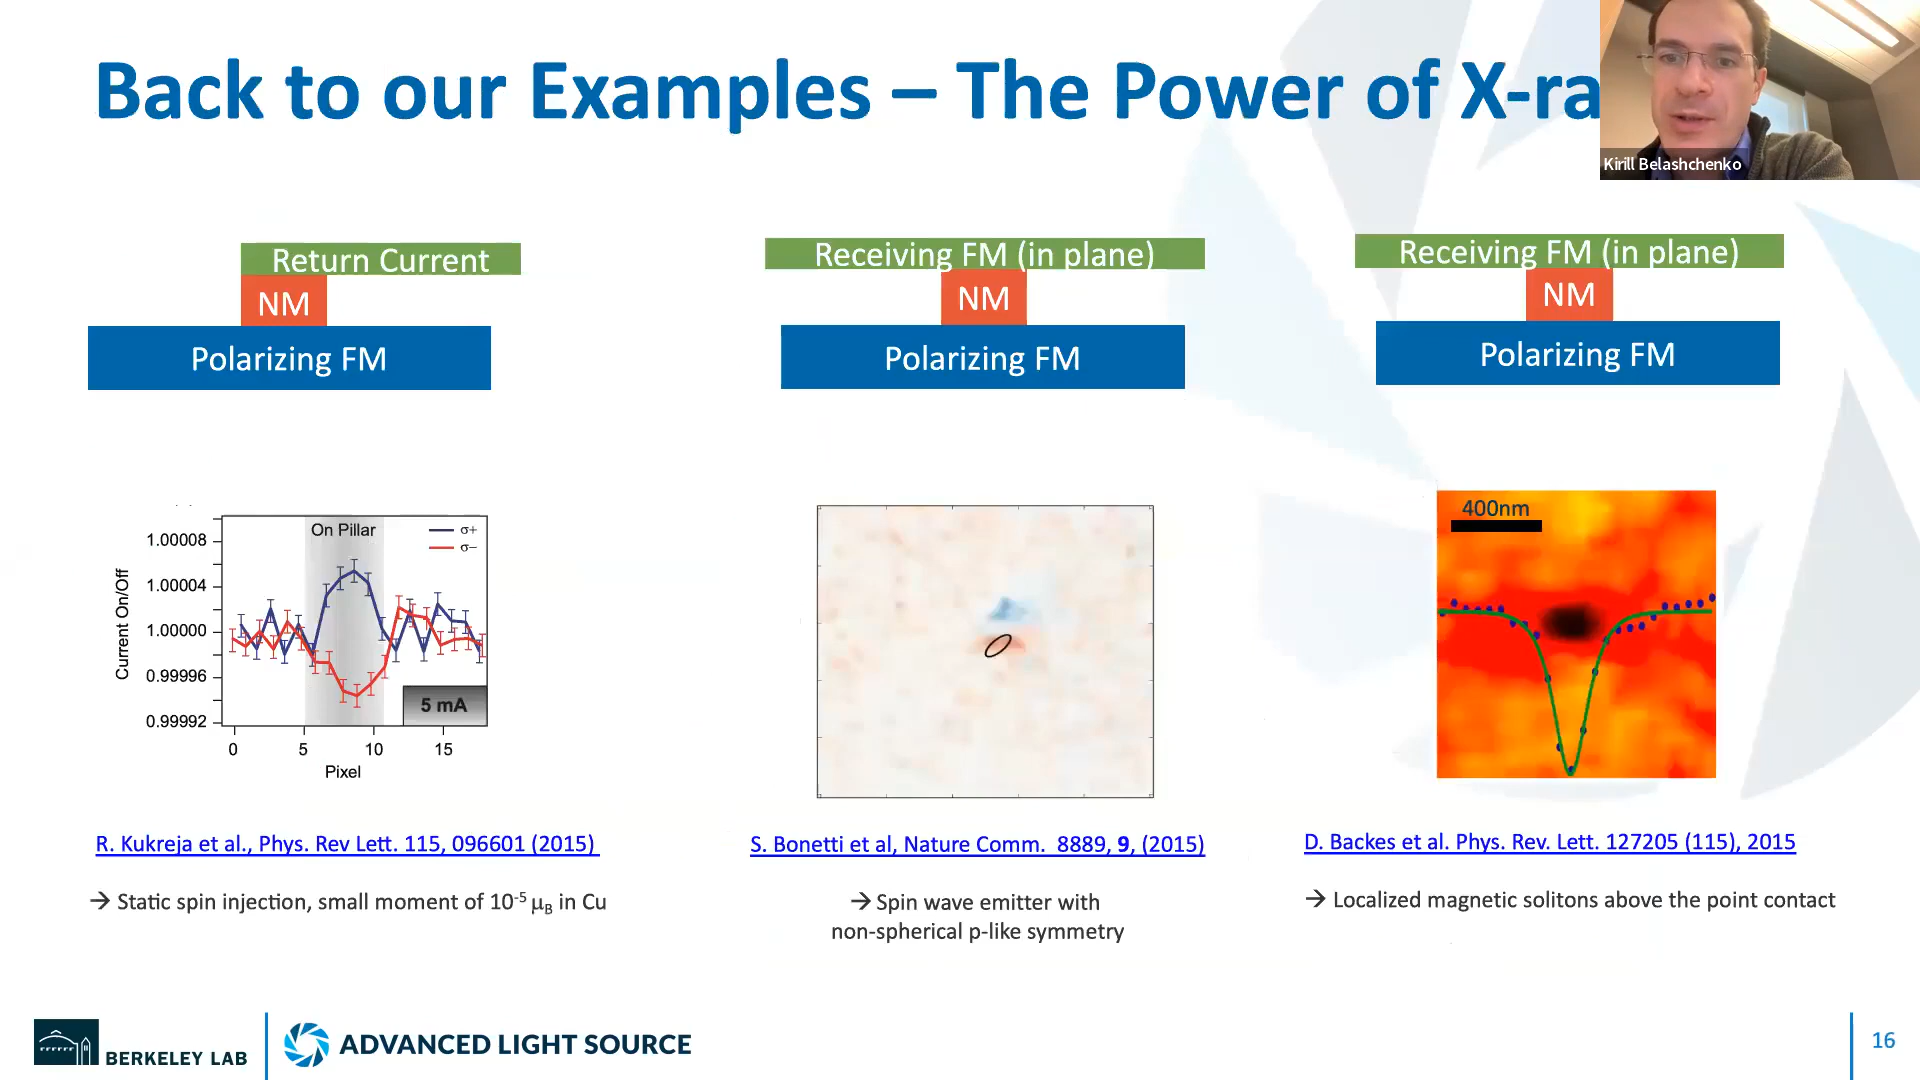 Back to our Examples – The Power of X-ra
Kirill Belashchenko
Return Current
NM
Polarizing FM
Receiving FM (in plane)
NM
Polarizing FM
Receiving FM (in plane)
NM
Polarizing FM
On Pillar
σ+
σ−
1.00008
1.00004
1.00000
0.99996
0.99992
Current On/Off
5 mA
0 5 10 15
Pixel
400nm
R. Kukreja et al., Phys. Rev Lett. 115, 096601 (2015)
→ Static spin injection, small moment of 10⁻⁵ μB in Cu
S. Bonetti et al, Nature Comm. 8889, 9, (2015)
→ Spin wave emitter with
non-spherical p-like symmetry
D. Backes et al. Phys. Rev. Lett. 127205 (115), 2015
→ Localized magnetic solitons above the point contact
BERKELEY LAB
ADVANCED LIGHT SOURCE
16